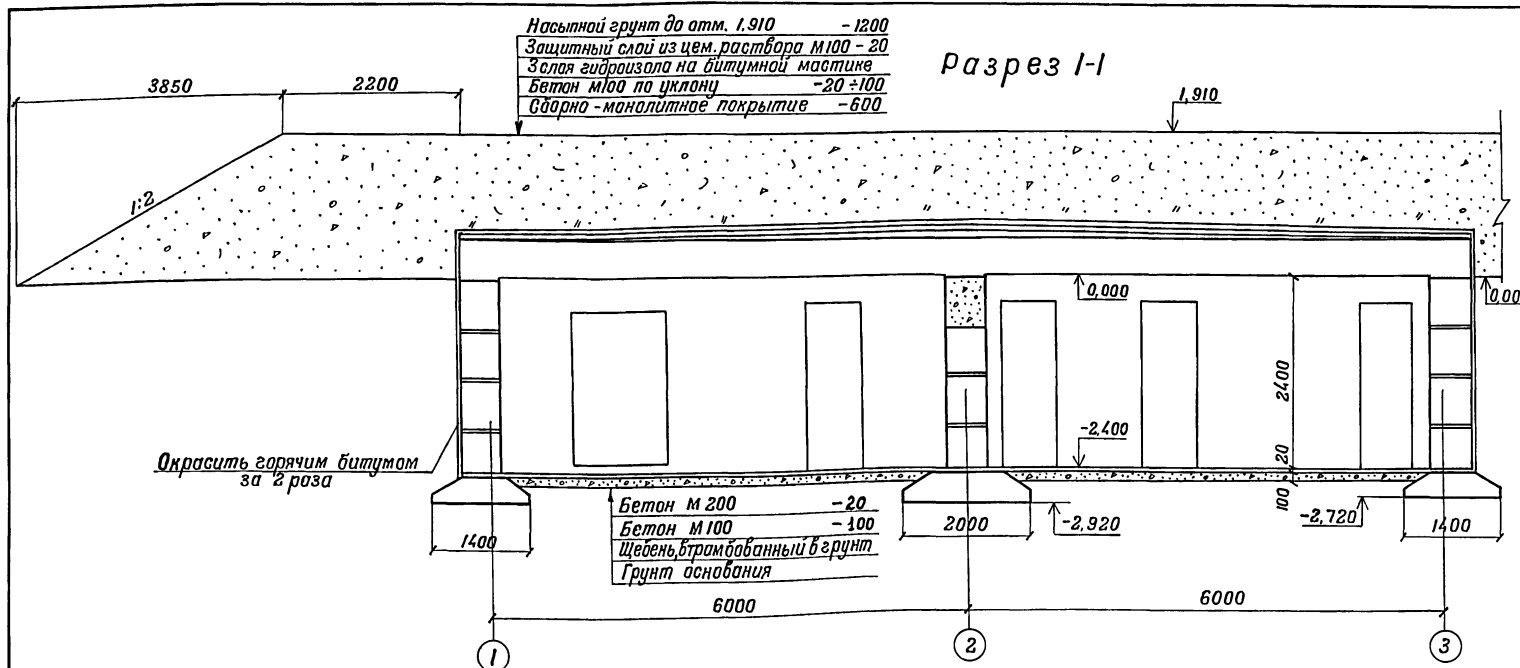 Насыпной грунт до отм. 1,910 -1200
Защитный слой из цем. раствора М100 - 20
3 слоя гидроизола на битумной мастике
Бетон М100 по уклону -20÷100
Сборно-монолитное покрытие -600
Разрез 1-1
3850
2200
1,910
1:2
0,000
0,00
2400
-2,400
20
100
Окрасить горячим битумом
за 2 раза
Бетон М 200 -20
Бетон М 100 -100
Щебень, втрамбованный в грунт
Грунт основания
1400
2000
-2,920
-2,720
1400
6000
6000
1
2
3